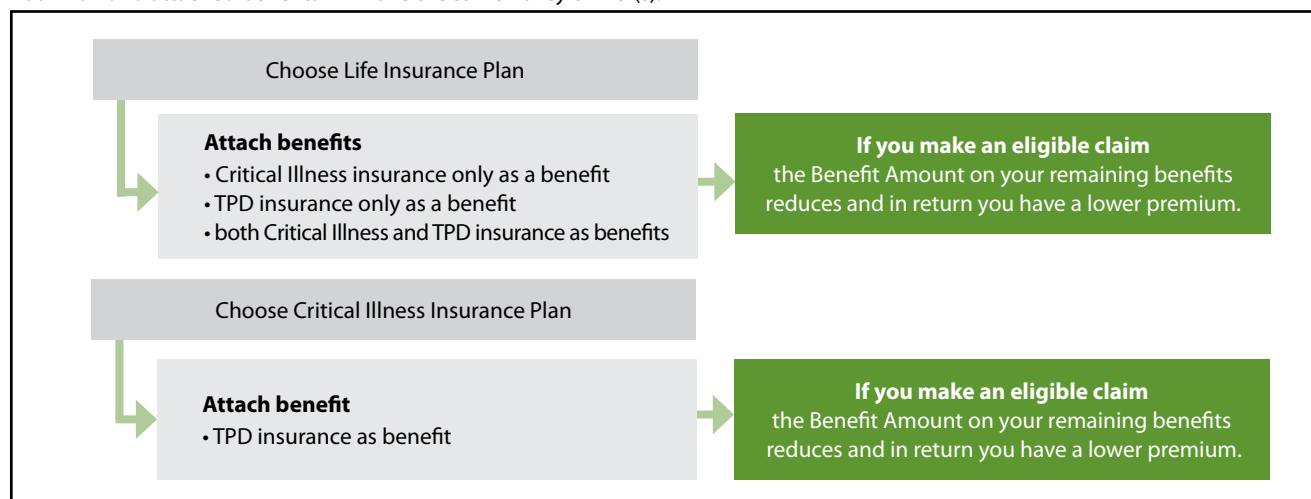 Choose Life Insurance Plan
Attach benefits
• Critical Illness insurance only as a benefit
• TPD insurance only as a benefit
• both Critical Illness and TPD insurance as benefits
If you make an eligible claim
the Benefit Amount on your remaining benefits
reduces and in return you have a lower premium.
Choose Critical Illness Insurance Plan
Attach benefit
• TPD insurance as benefit
If you make an eligible claim
the Benefit Amount on your remaining benefits
reduces and in return you have a lower premium.